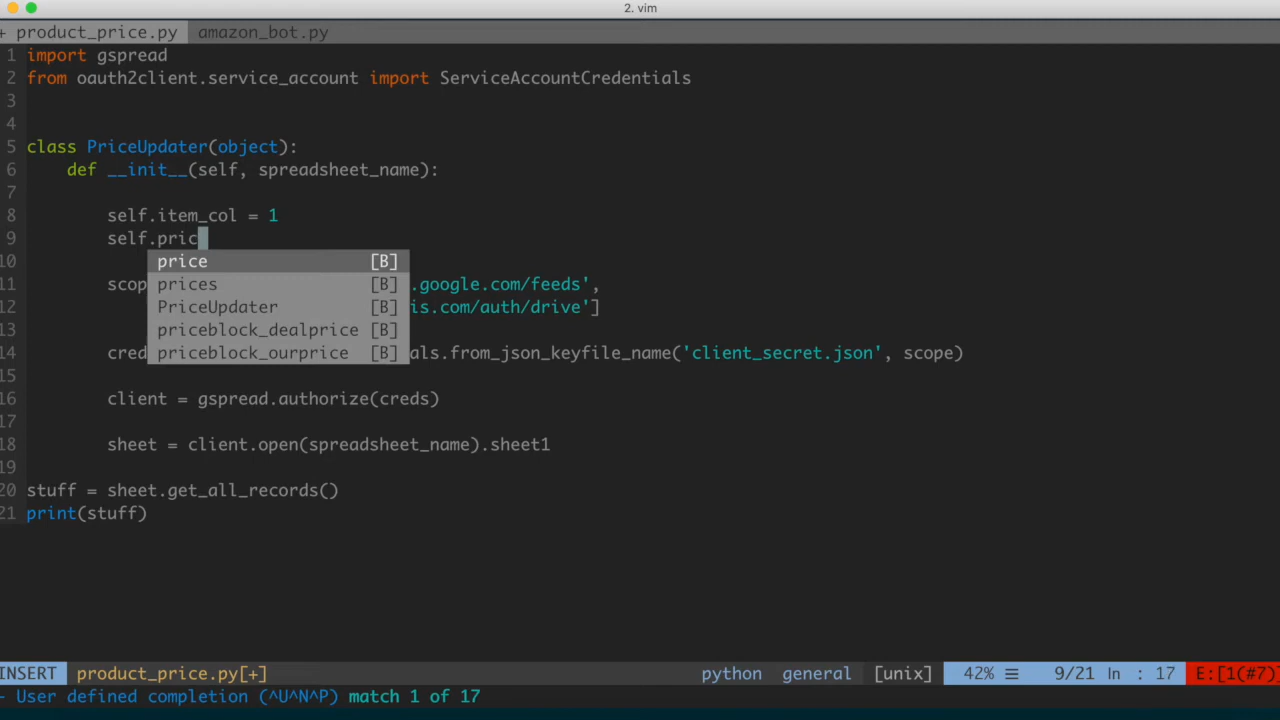 2. vim
+ product_price.py amazon_bot.py
1 import gspread
2 from oauth2client.service_account import ServiceAccountCredentials
3
4
5 class PriceUpdater(object):
6 def __init__(self, spreadsheet_name):
7
8 self.item_col = 1
9 self.pric
10 price [B]
11 scop prices [B] .google.com/feeds',
12 PriceUpdater [B] is.com/auth/drive']
13 priceblock_dealprice [B]
14 cred priceblock_ourprice [B] als.from_json_keyfile_name('client_secret.json', scope)
15
16 client = gspread.authorize(creds)
17
18 sheet = client.open(spreadsheet_name).sheet1
19
20 stuff = sheet.get_all_records()
21 print(stuff)
INSERT product_price.py[+] python general [unix] 42% ☰ 9/21 ln : 17 E:[1(#7)]
- User defined completion (^U^N^P) match 1 of 17